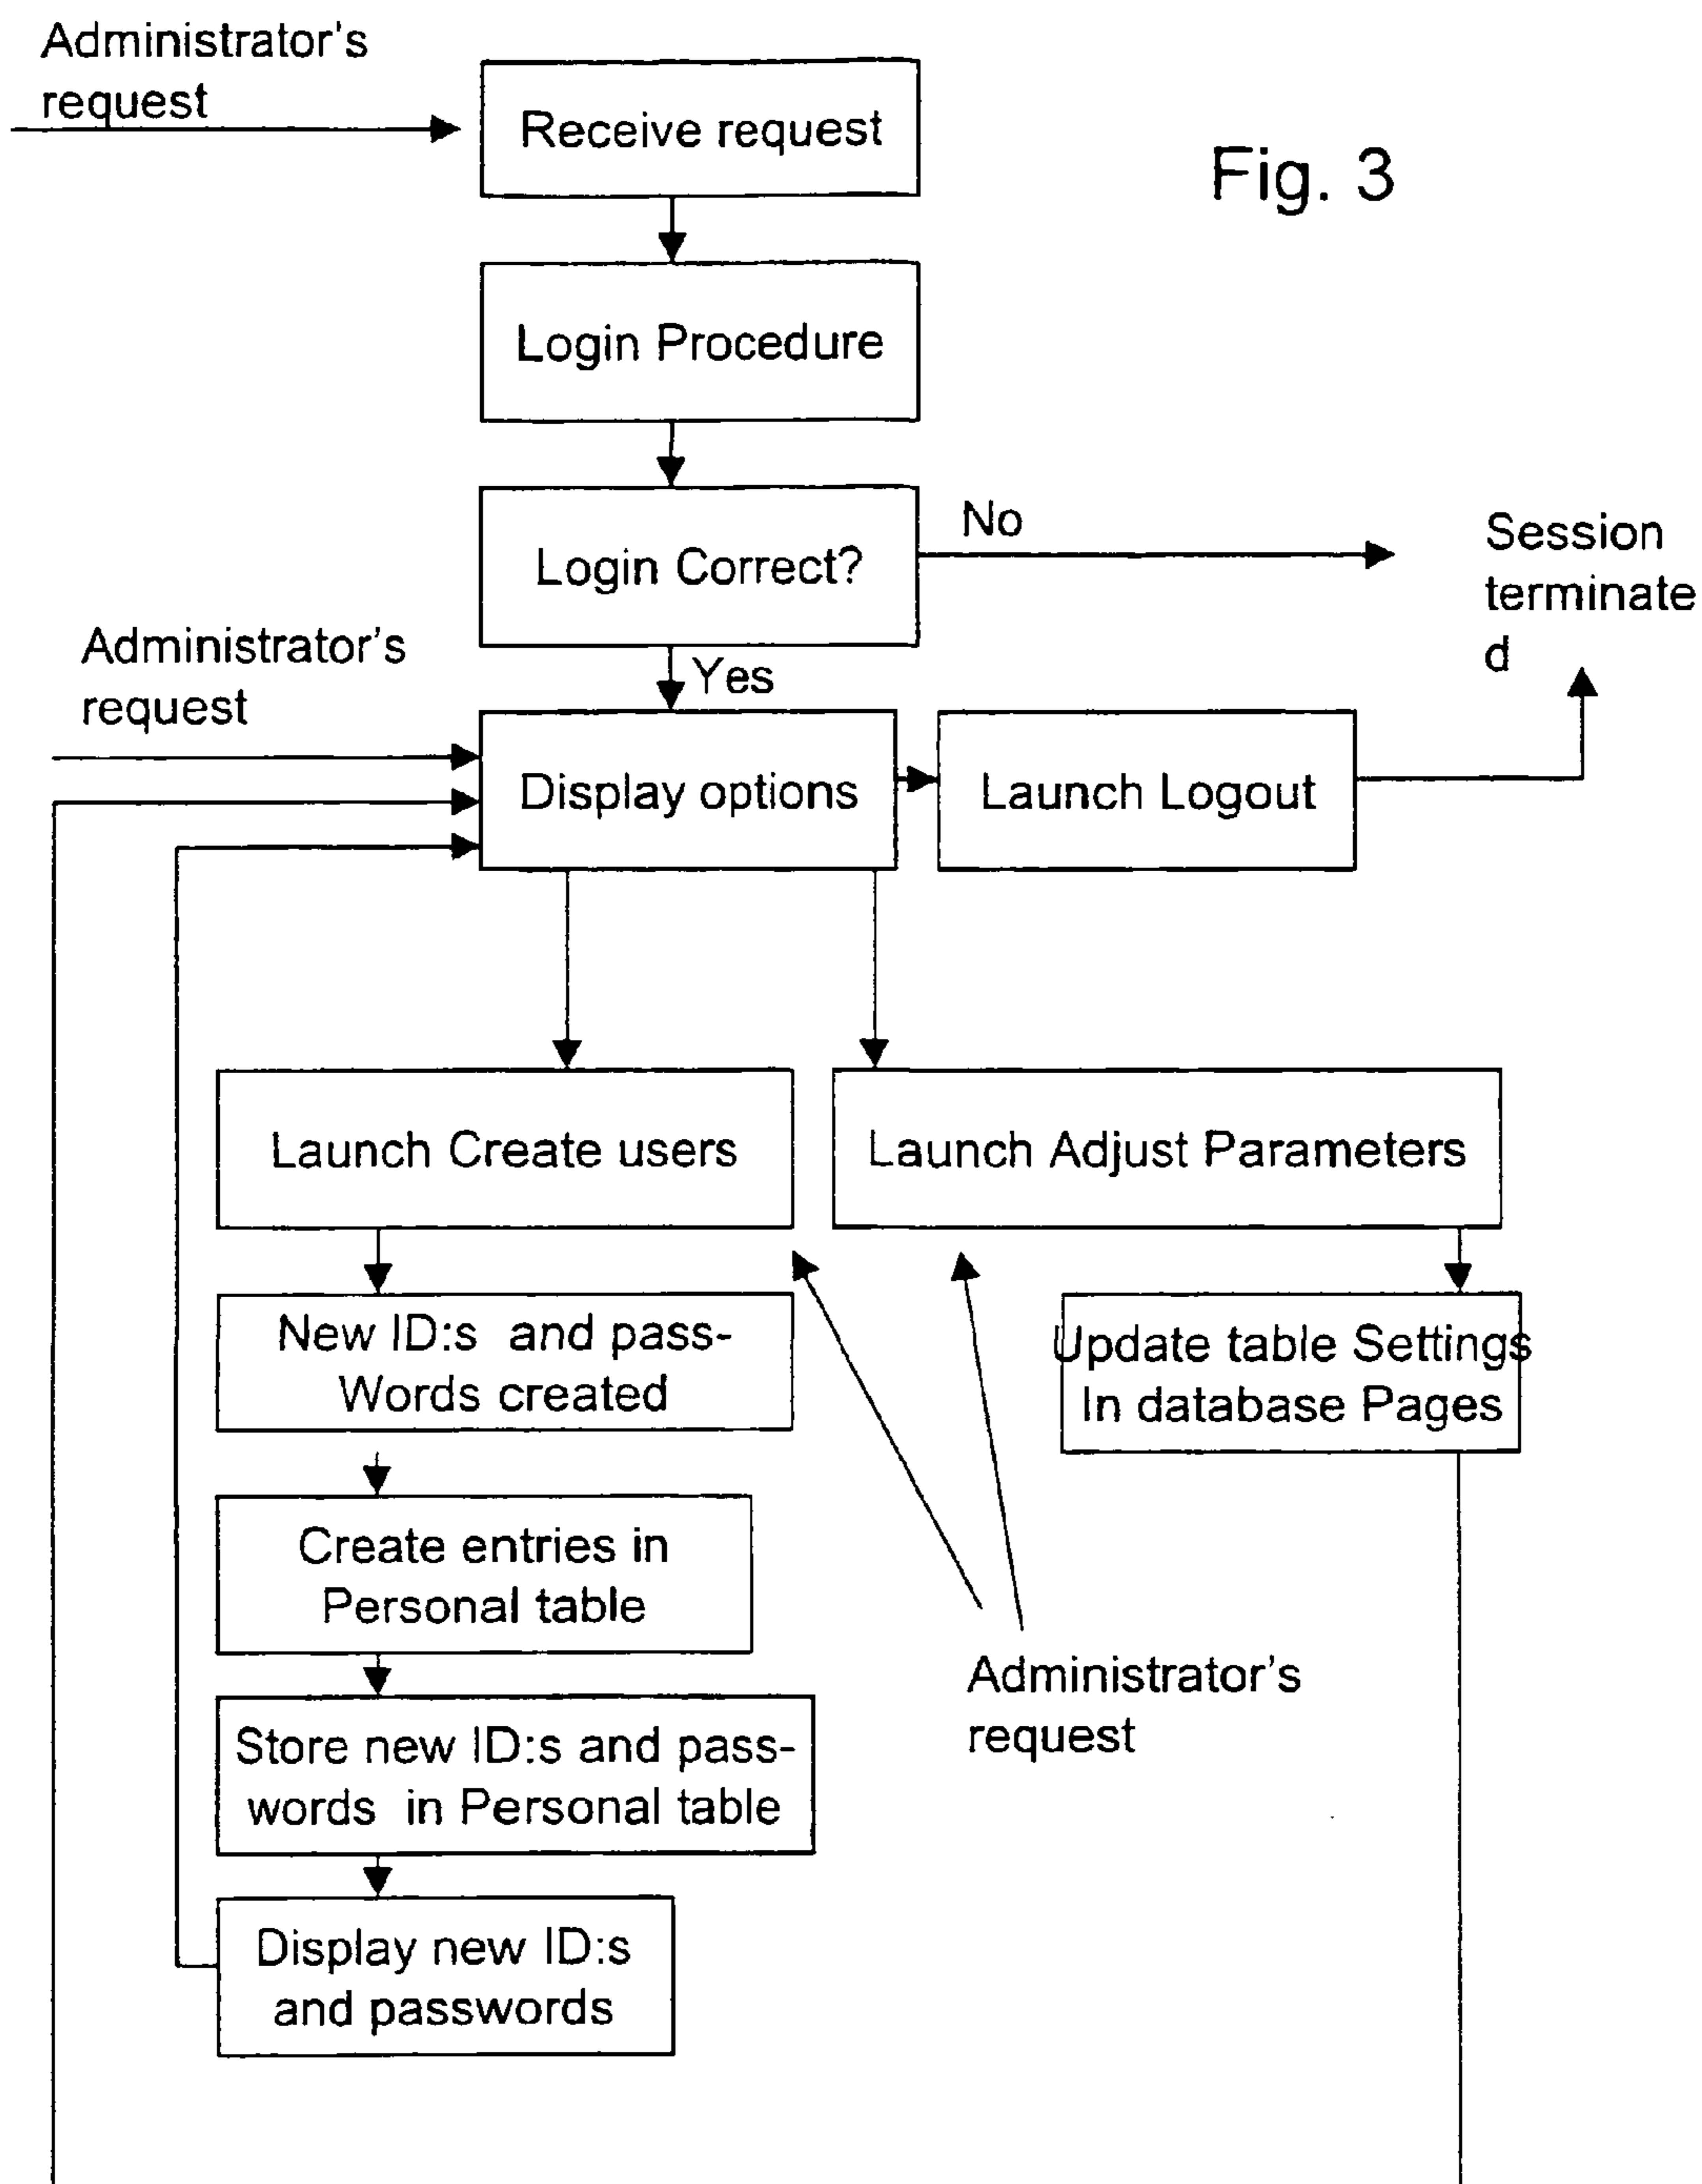 Administrator's
request
Receive request
Fig. 3
Login Procedure
Login Correct?
No
Session
terminate
d
Yes
Administrator's
request
Display options
Launch Logout
Launch Create users
Launch Adjust Parameters
New ID:s and pass-
Words created
Update table Settings
In database Pages
Create entries in
Personal table
Administrator's
request
Store new ID:s and pass-
words in Personal table
Display new ID:s
and passwords